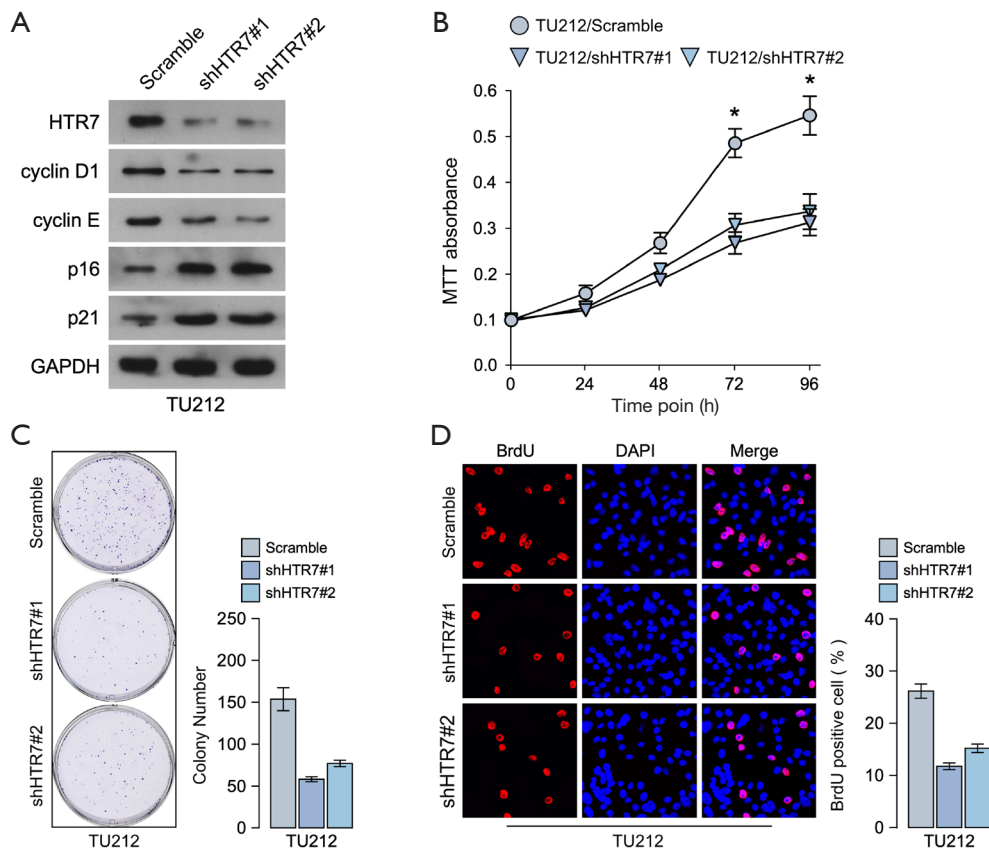 A
Scramble
shHTR7#1
shHTR7#2
HTR7
cyclin D1
cyclin E
p16
p21
GAPDH
TU212
B
TU212/Scramble
TU212/shHTR7#1
TU212/shHTR7#2
MTT absorbance
0.6
0.5
0.4
0.3
0.2
0.1
0.0
*
*
0
24
48
72
96
Time poin (h)
C
Scramble
shHTR7#1
shHTR7#2
TU212
Scramble
shHTR7#1
shHTR7#2
Colony Number
250
200
150
100
50
0
TU212
D
BrdU
DAPI
Merge
Scramble
shHTR7#1
shHTR7#2
TU212
Scramble
shHTR7#1
shHTR7#2
BrdU positive cell ( % )
40
30
20
10
0
TU212